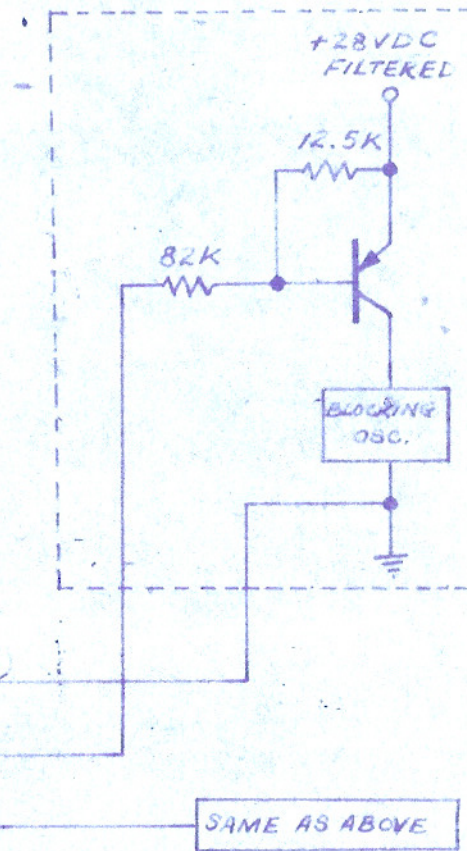 +28VDC
FILTERED
12.5K
82K
BLOCKING
OSC.
SAME AS ABOVE